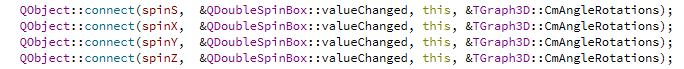 QObject::connect(spinS,  &QDoubleSpinBox::valueChanged, this, &TGraph3D::CmAngleRotations);
QObject::connect(spinX,  &QDoubleSpinBox::valueChanged, this, &TGraph3D::CmAngleRotations);
QObject::connect(spinY,  &QDoubleSpinBox::valueChanged, this, &TGraph3D::CmAngleRotations);
QObject::connect(spinZ,  &QDoubleSpinBox::valueChanged, this, &TGraph3D::CmAngleRotations);